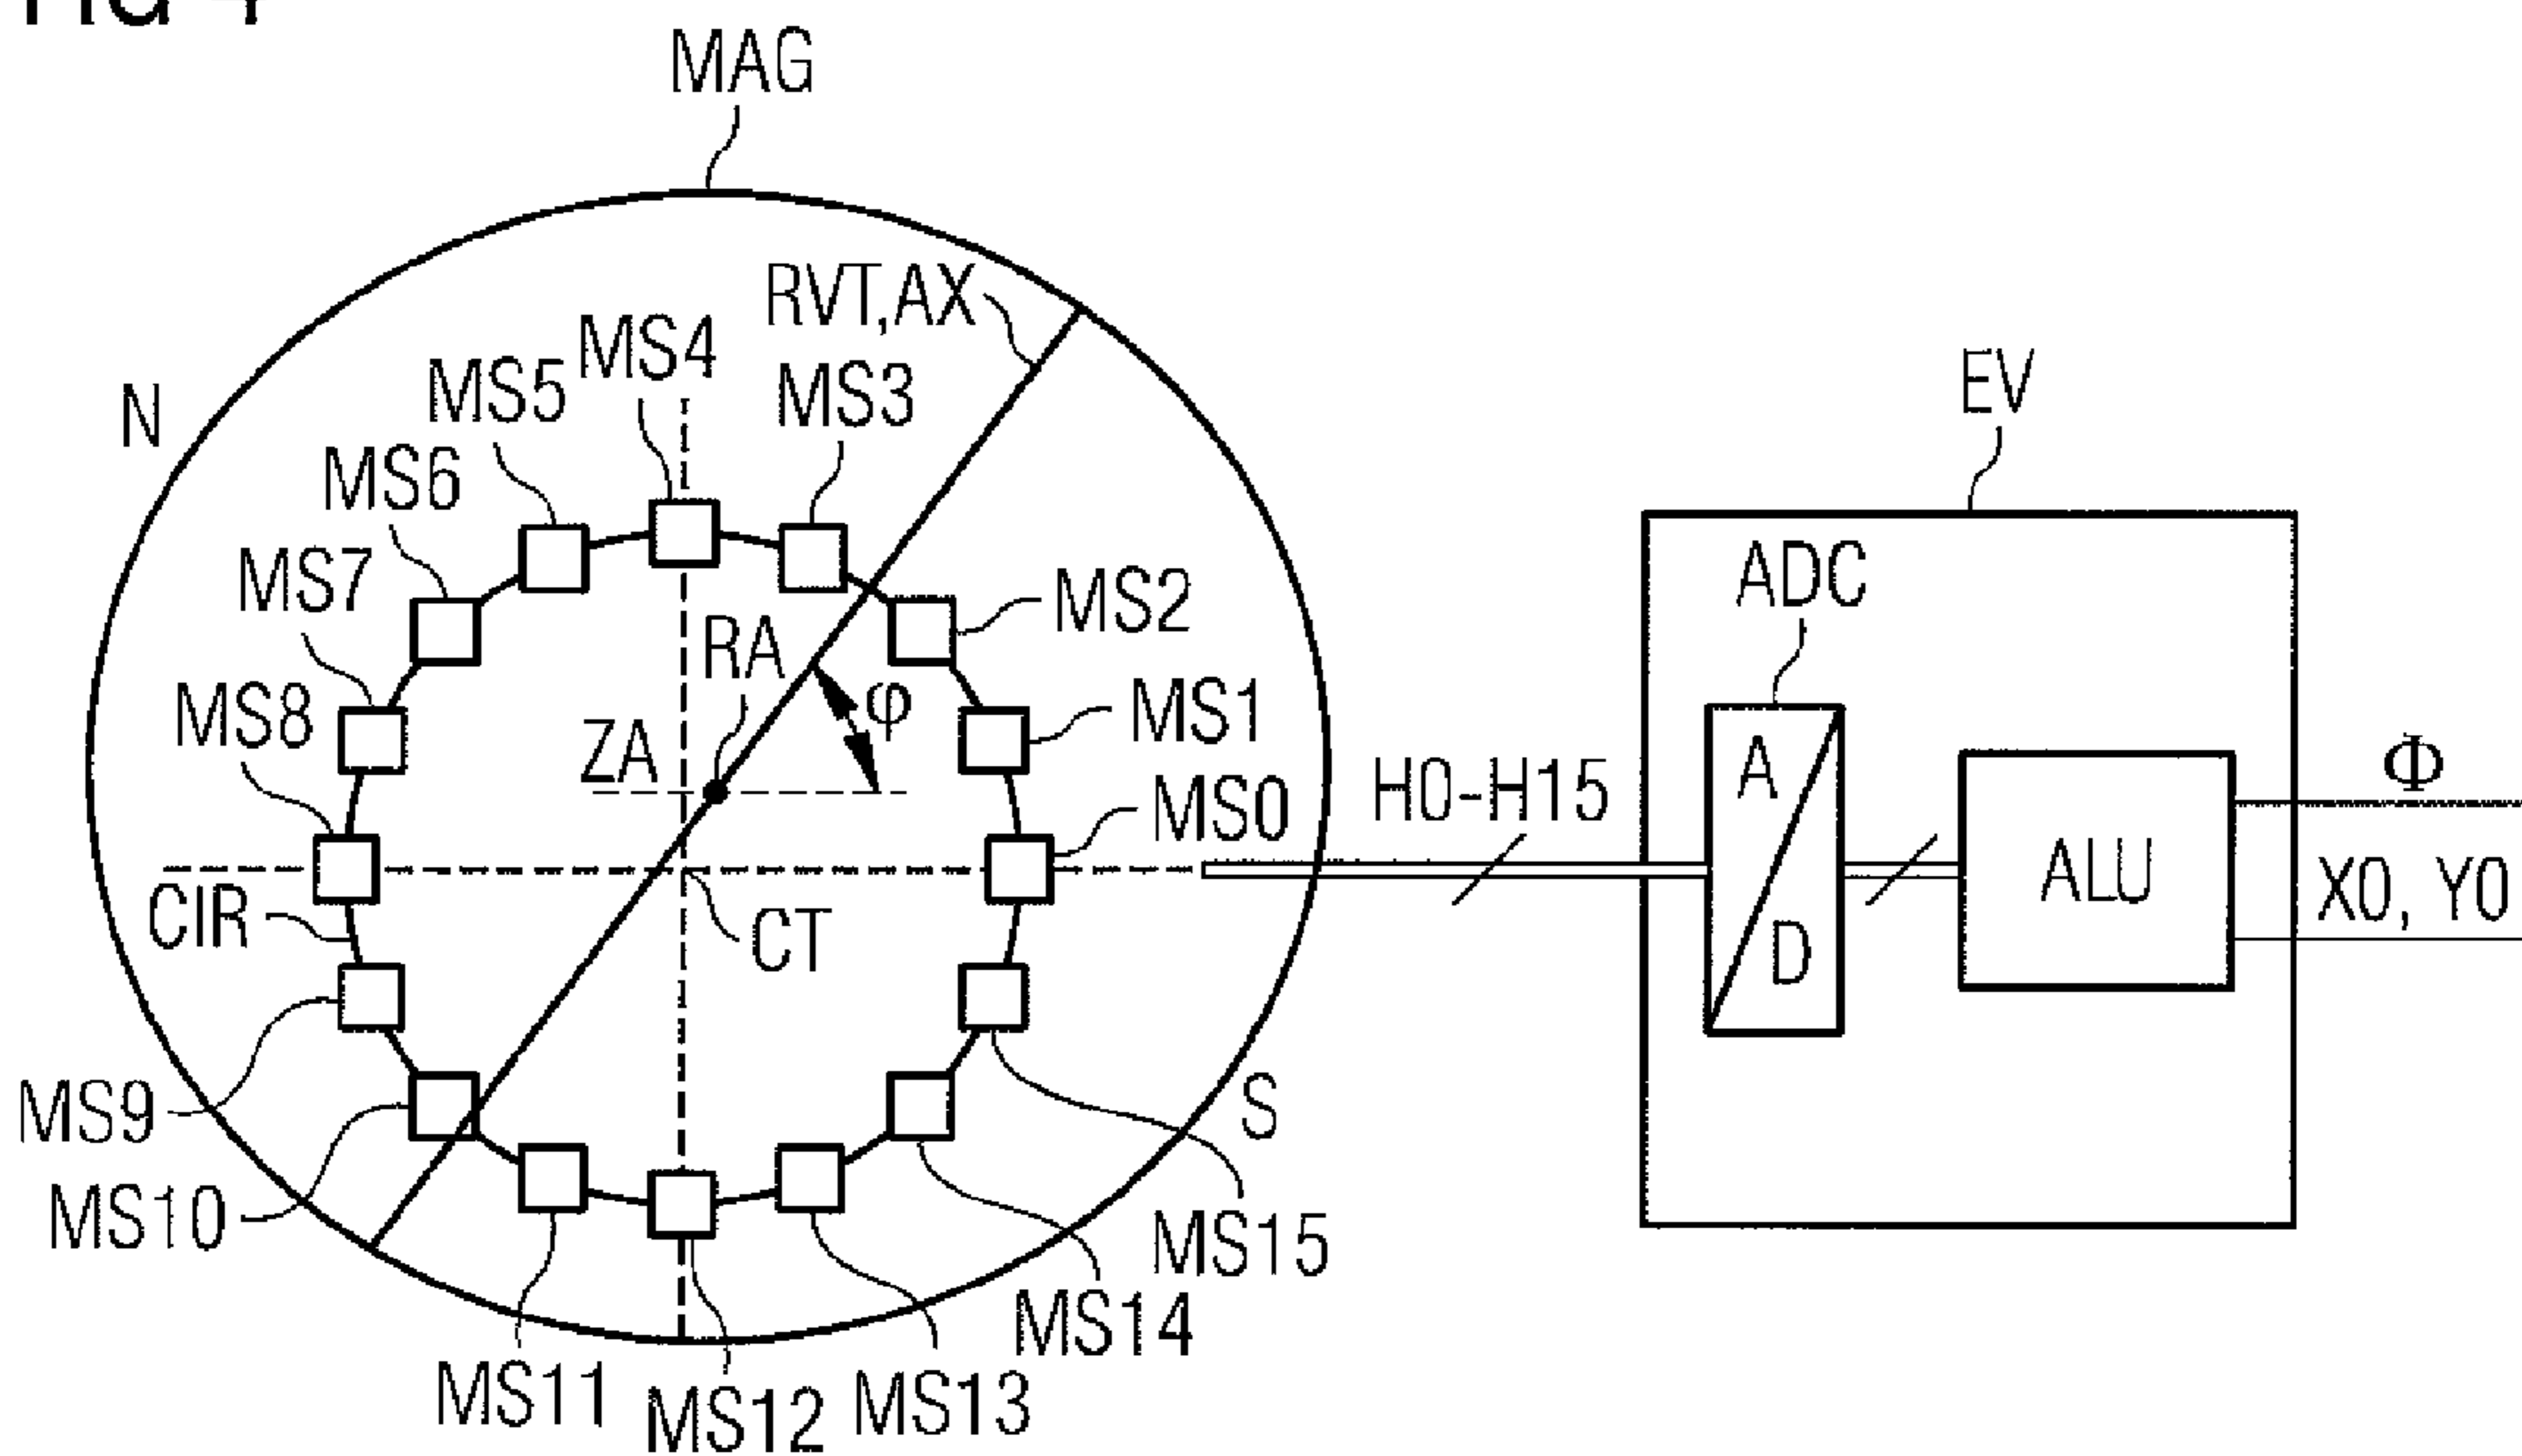 MAG
RVT,AX
MS4
MS3
MS5
N
EV
MS6
ADC
MS7
MS2
RA
MS8
φ
MS1
ZA
A
Φ
H0-H15
MS0
ALU
X0, Y0
CIR
CT
D
MS9
S
MS10
MS15
MS14
MS11
MS12
MS13